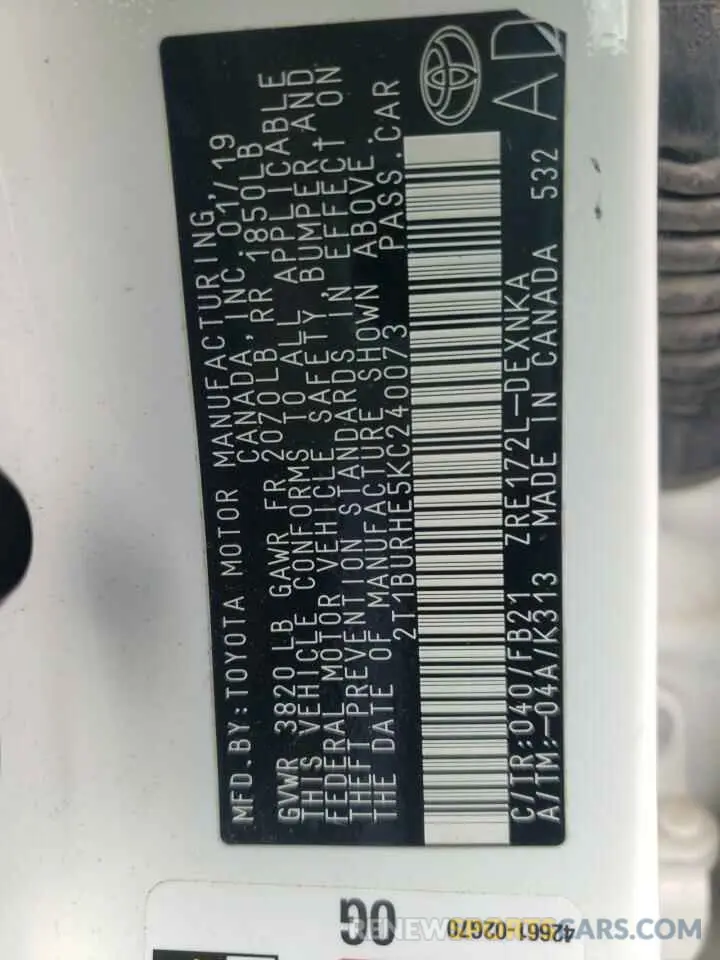 MFD.BY:TOYOTA MOTOR MANUFACTURING,
CANADA, INC. 01/19
GVWR 3820 LB GAWR FR 2070LB, RR 1850LB
THIS VEHICLE CONFORMS TO ALL APPLICABLE
FEDERAL MOTOR VEHICLE SAFETY, BUMPER, AND
THEFT PREVENTION STANDARDS IN EFFECT ON
THE DATE OF MANUFACTURE SHOWN ABOVE.
2T1BURHE5KC240073 PASS.CAR
C/TR:040/FB21 ZRE172L-DEXNKA 532
A/TM:-04A/K313 MADE IN CANADA
AD
OG
42661-02G70
RENEWSPORTSCARS.COM